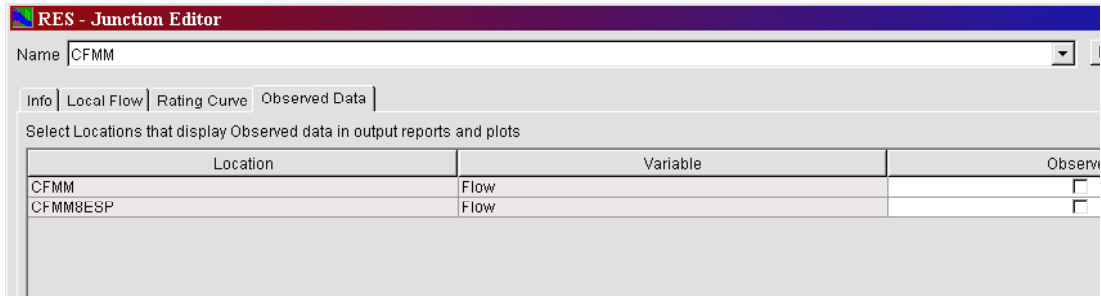 RES - Junction Editor
Name CFMM
Info Local Flow Rating Curve Observed Data
Select Locations that display Observed data in output reports and plots
Location Variable Observe
CFMM Flow
CFMM8ESP Flow